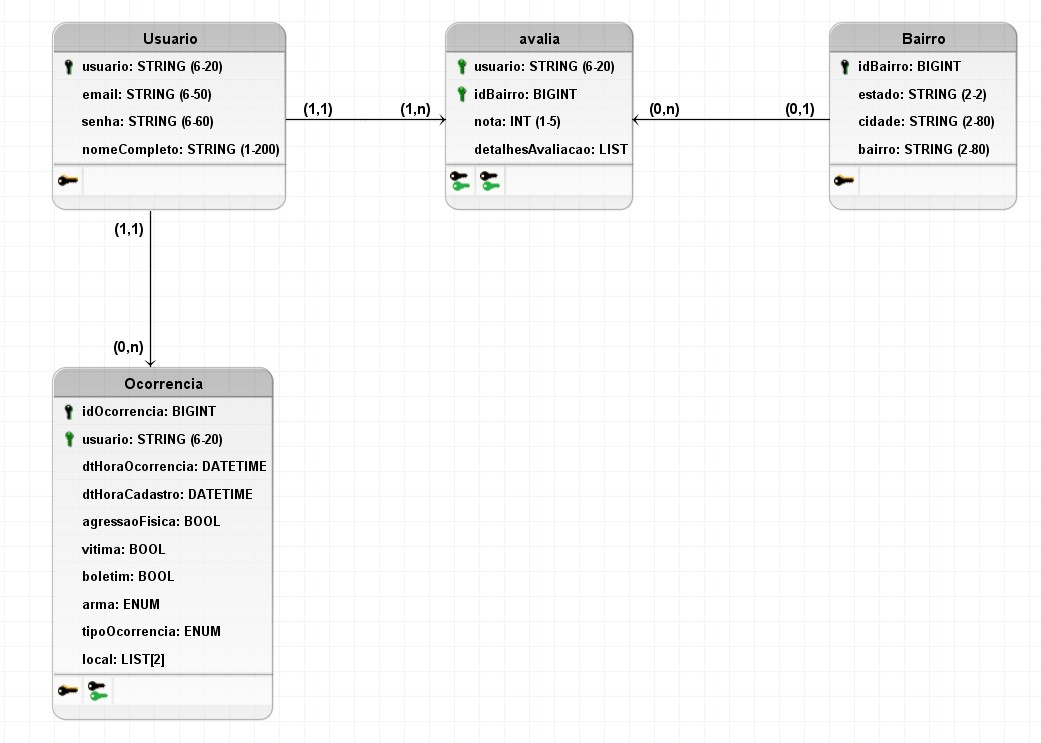 Usuario
usuario: STRING (6-20)
email: STRING (6-50)
senha: STRING (6-60)
nomeCompleto: STRING (1-200)
(1,1)
(1,n)
avalia
usuario: STRING (6-20)
idBairro: BIGINT
nota: INT (1-5)
detalhesAvaliacao: LIST
(0,n)
(0,1)
Bairro
idBairro: BIGINT
estado: STRING (2-2)
cidade: STRING (2-80)
bairro: STRING (2-80)
(1,1)
(0,n)
Ocorrencia
idOcorrencia: BIGINT
usuario: STRING (6-20)
dtHoraOcorrencia: DATETIME
dtHoraCadastro: DATETIME
agressaoFisica: BOOL
vitima: BOOL
boletim: BOOL
arma: ENUM
tipoOcorrencia: ENUM
local: LIST[2]